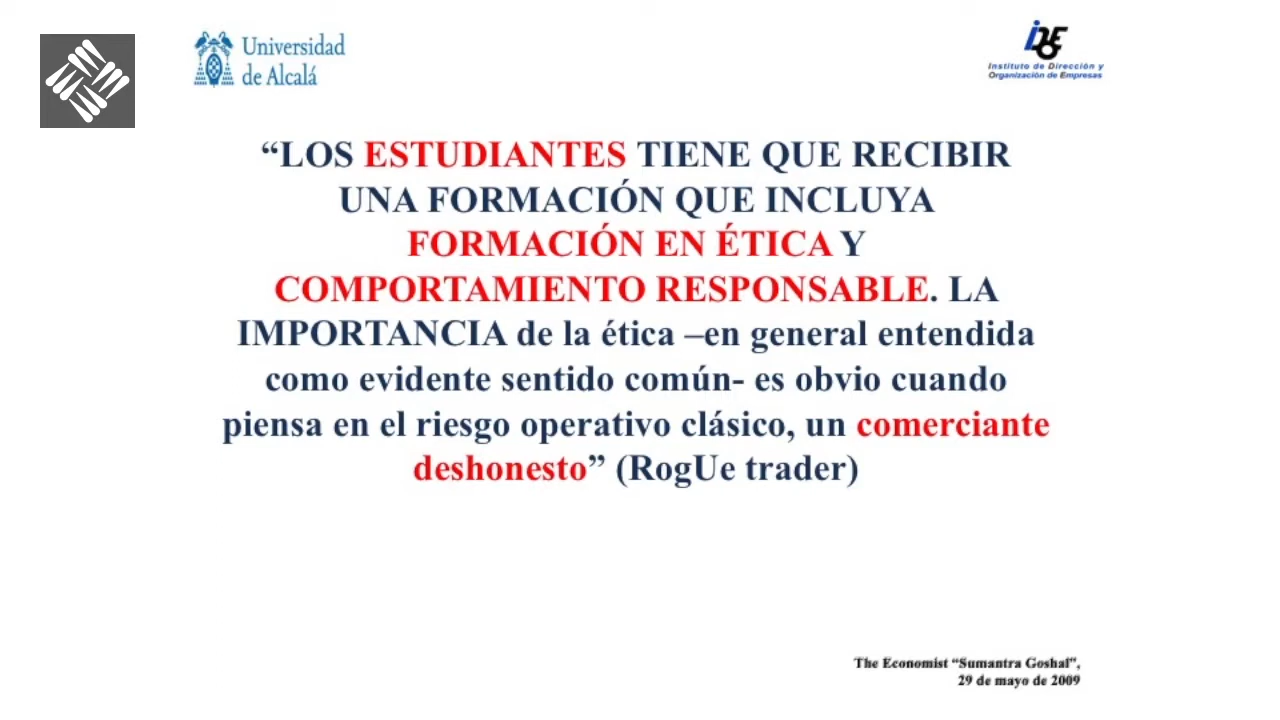 Universidad
de Alcalá
IDOE
Instituto de Dirección y
Organización de Empresas
“LOS ESTUDIANTES TIENE QUE RECIBIR
UNA FORMACIÓN QUE INCLUYA
FORMACIÓN EN ÉTICA Y
COMPORTAMIENTO RESPONSABLE. LA
IMPORTANCIA de la ética –en general entendida
como evidente sentido común- es obvio cuando
piensa en el riesgo operativo clásico, un comerciante
deshonesto” (RogUe trader)
The Economist “Sumantra Goshal”,
29 de mayo de 2009